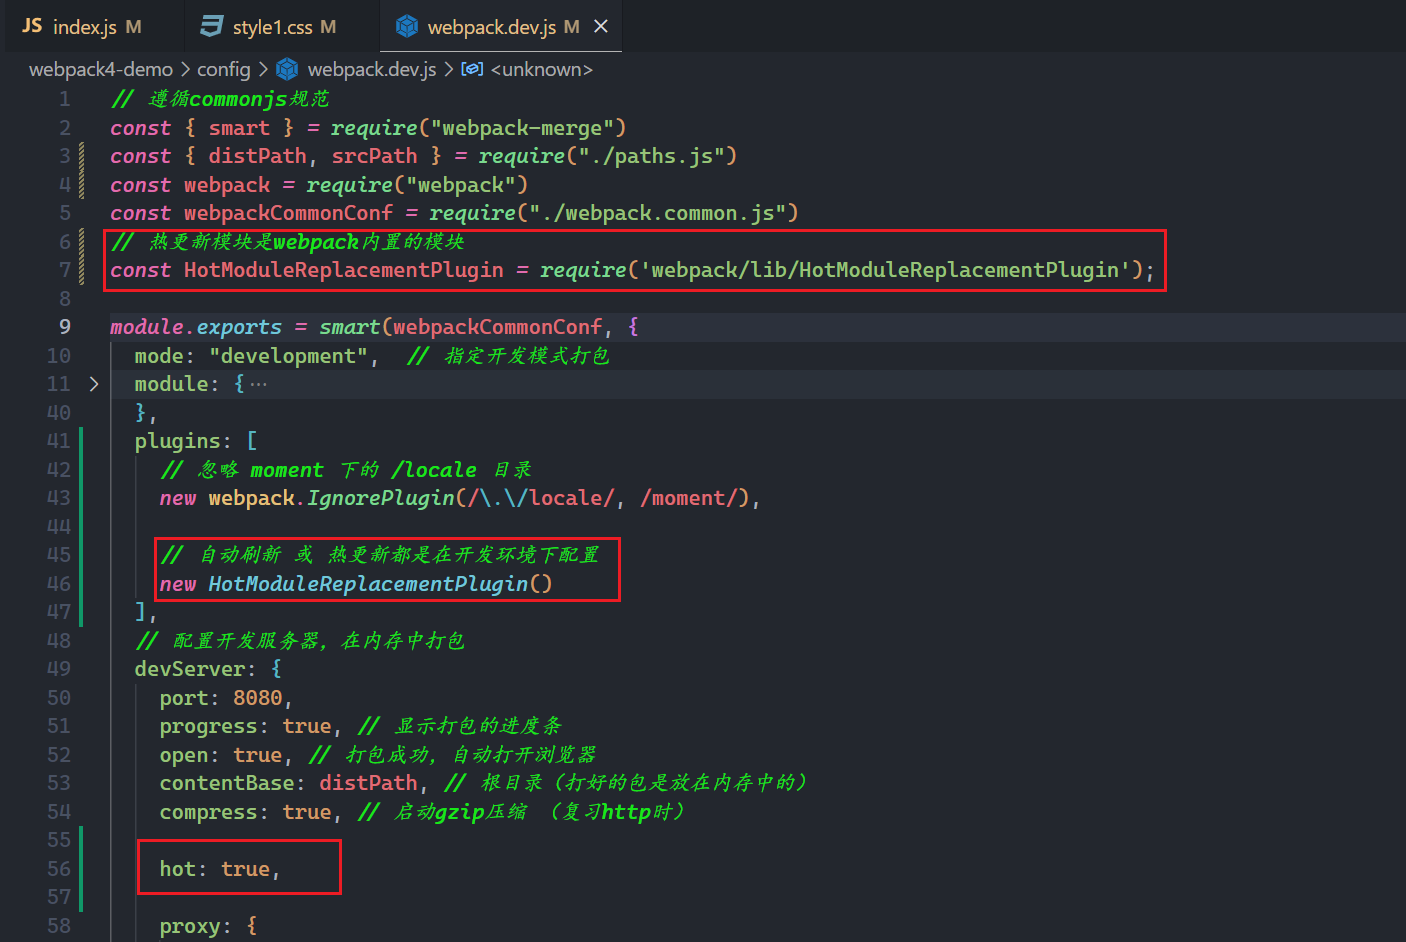 JS index.js M
style1.css M
webpack.dev.js M
webpack4-demo > config > webpack.dev.js > <unknown>
1 // 遵循commonjs规范
2 const { smart } = require("webpack-merge")
3 const { distPath, srcPath } = require("./paths.js")
4 const webpack = require("webpack")
5 const webpackCommonConf = require("./webpack.common.js")
6 // 热更新模块是webpack内置的模块
7 const HotModuleReplacementPlugin = require('webpack/lib/HotModuleReplacementPlugin');
8
9 module.exports = smart(webpackCommonConf, {
10 mode: "development", // 指定开发模式打包
11 module: {···
40 },
41 plugins: [
42 // 忽略 moment 下的 /locale 目录
43 new webpack.IgnorePlugin(/\.\/locale/, /moment/),
44
45 // 自动刷新 或 热更新都是在开发环境下配置
46 new HotModuleReplacementPlugin()
47 ],
48 // 配置开发服务器，在内存中打包
49 devServer: {
50 port: 8080,
51 progress: true, // 显示打包的进度条
52 open: true, // 打包成功，自动打开浏览器
53 contentBase: distPath, // 根目录（打好的包是放在内存中的）
54 compress: true, // 启动gzip压缩 （复习http时）
55
56 hot: true,
57
58 proxy: {